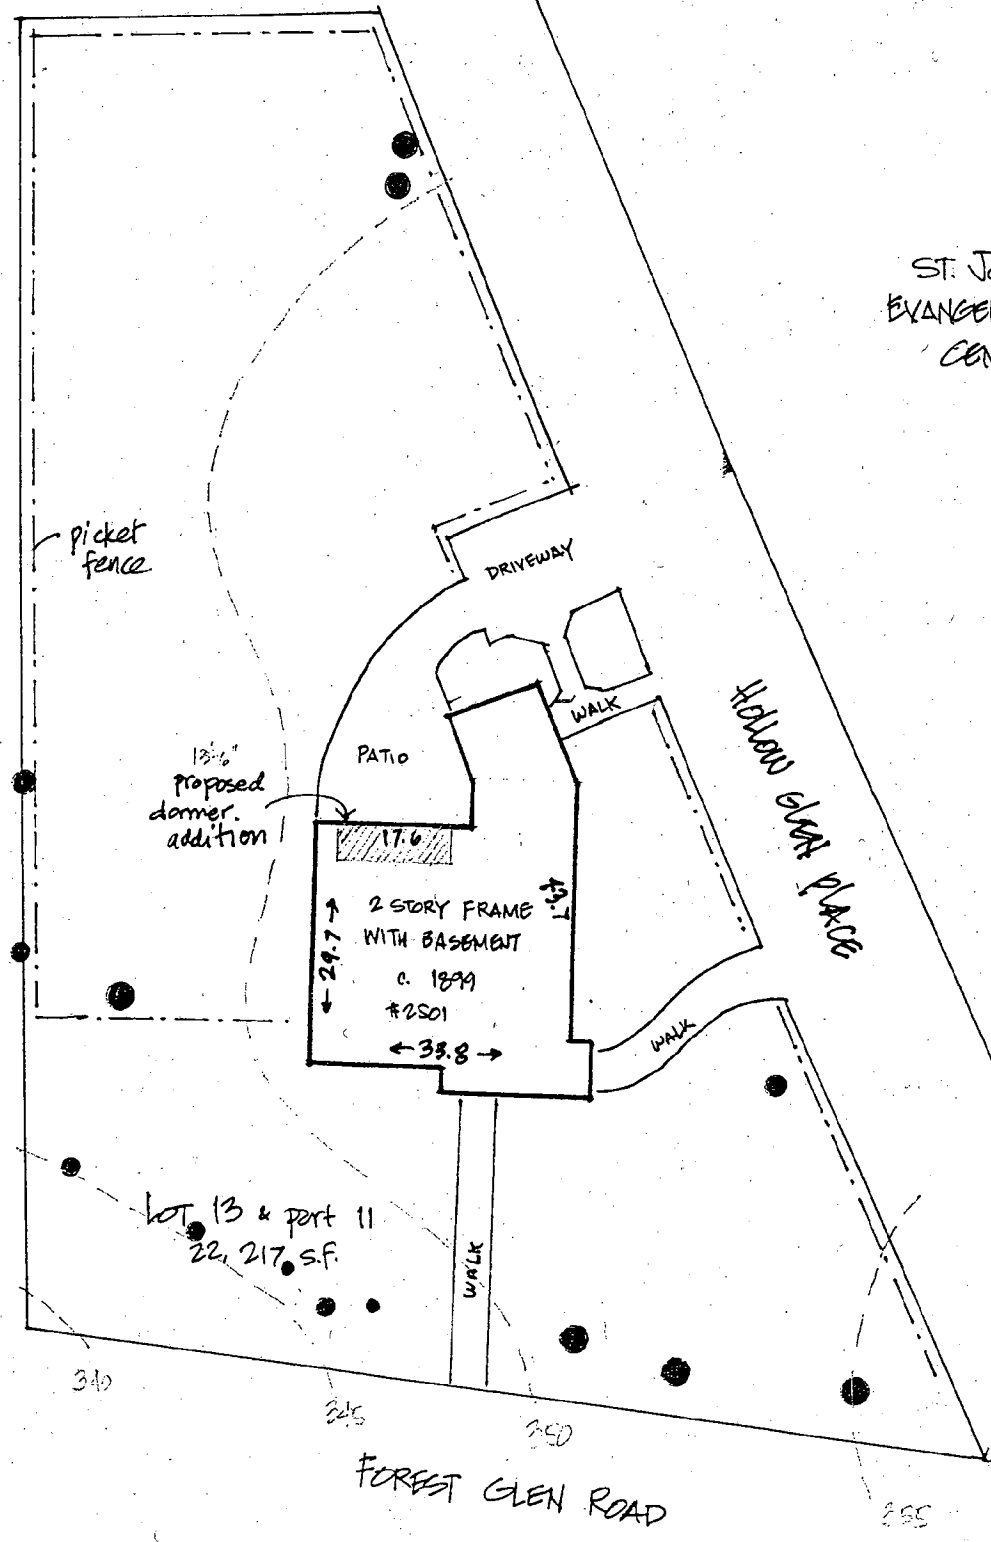 ST. JO
EVANGEL
CEN
picket
fence
DRIVEWAY
WALK
PATIO
13'-6"
proposed
dormer.
addition
17.6
Hollow Glen Place
2 STORY FRAME
WITH BASEMENT
c. 1899
#2501
29.7
43.7
33.8
WALK
LOT 13 & part 11
22,217 s.f.
WALK
340
345
350
355
FOREST GLEN ROAD